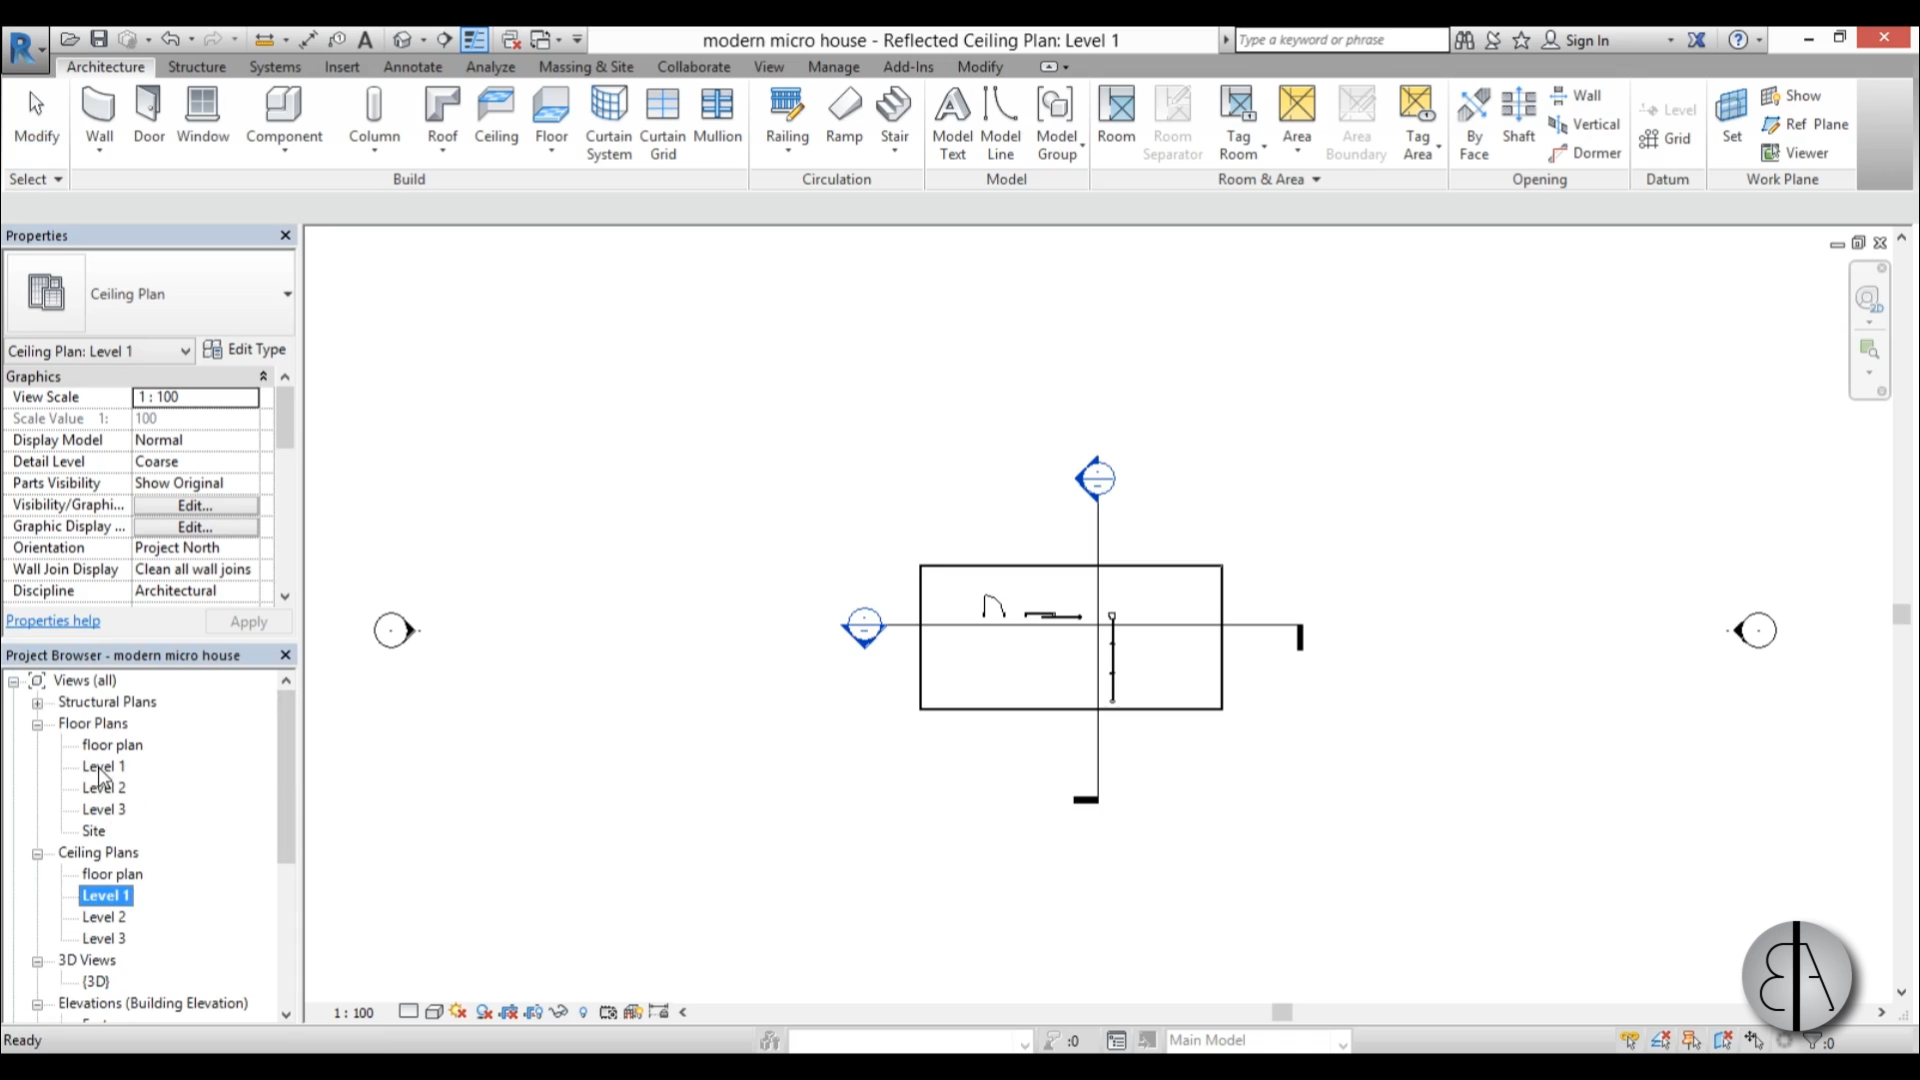 modern micro house - Reflected Ceiling Plan: Level 1
Type a keyword or phrase
Sign In
Architecture Structure Systems Insert Annotate Analyze Massing & Site Collaborate View Manage Add-Ins Modify
Modify
Wall
Door
Window
Component
Column
Roof
Ceiling
Floor
Curtain System
Curtain Grid
Mullion
Railing
Ramp
Stair
Model Text
Model Line
Model Group
Room
Room Separator
Tag Room
Area
Area Boundary
Tag Area
By Face
Shaft
Wall
Vertical
Dormer
Level
Grid
Set
Show
Ref Plane
Viewer
Select Build Circulation Model Room & Area Opening Datum Work Plane
Properties
Ceiling Plan
Ceiling Plan: Level 1 Edit Type
Graphics
View Scale 1 : 100
Scale Value 1: 100
Display Model Normal
Detail Level Coarse
Parts Visibility Show Original
Visibility/Graphi... Edit...
Graphic Display ... Edit...
Orientation Project North
Wall Join Display Clean all wall joins
Discipline Architectural
Properties help Apply
Project Browser - modern micro house
Views (all)
Structural Plans
Floor Plans
floor plan
Level 1
Level 2
Level 3
Site
Ceiling Plans
floor plan
Level 1
Level 2
Level 3
3D Views
{3D}
Elevations (Building Elevation)
2D
1 : 100
Ready
:0
Main Model
:0